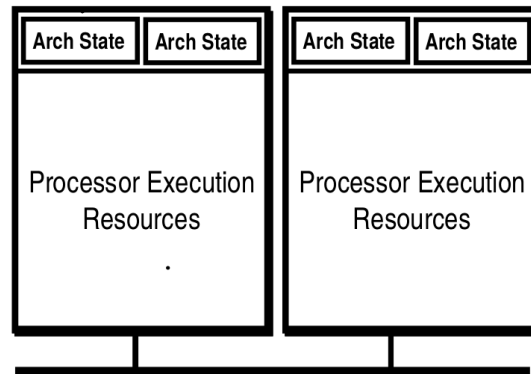 Arch State Arch State
Processor Execution
Resources
Arch State Arch State
Processor Execution
Resources